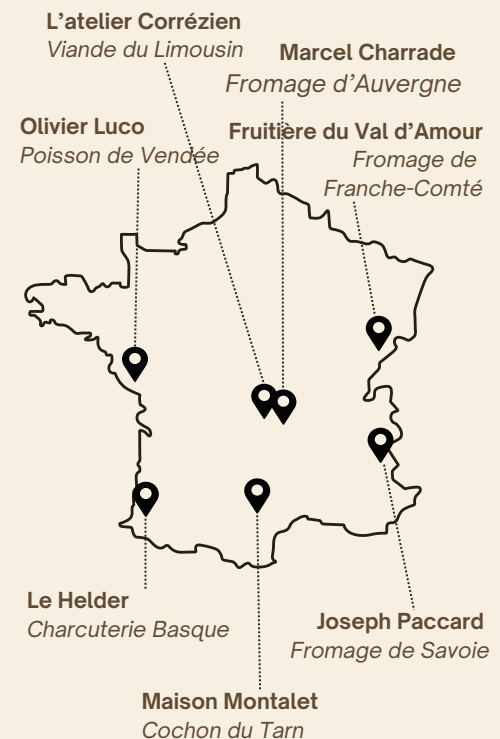 L'atelier Corrézien
Viande du Limousin
Marcel Charrade
Fromage d'Auvergne
Olivier Luco
Poisson de Vendée
Fruitière du Val d'Amour
Fromage de
Franche-Comté
Le Helder
Charcuterie Basque
Joseph Paccard
Fromage de Savoie
Maison Montalet
Cochon du Tarn